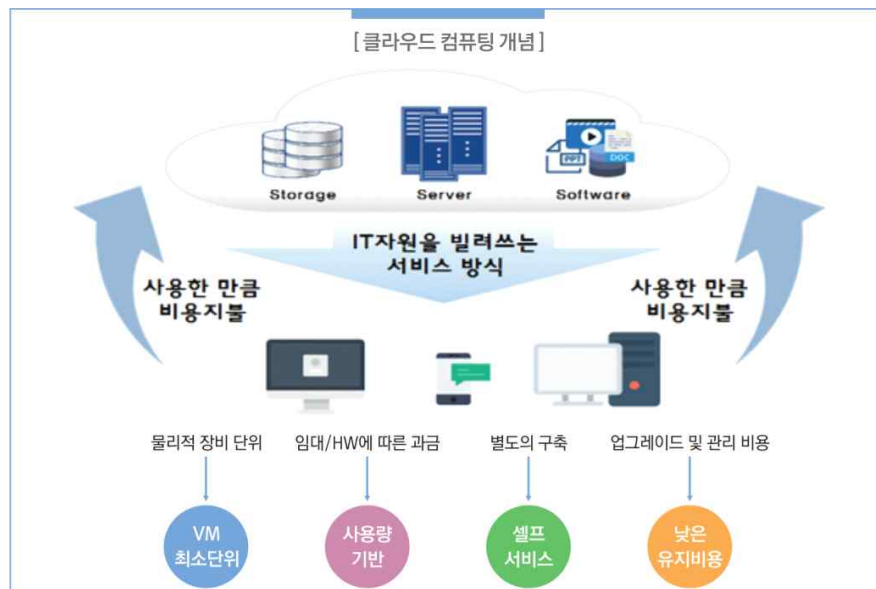 [ 클라우드 컴퓨팅 개념 ]
PPT
DOC
Storage
Server
Software
IT자원을 빌려쓰는
서비스 방식
사용한 만큼
비용지불
사용한 만큼
비용지불
물리적 장비 단위
임대/HW에 따른 과금
별도의 구축
업그레이드 및 관리 비용
VM
최소단위
사용량
기반
셀프
서비스
낮은
유지비용